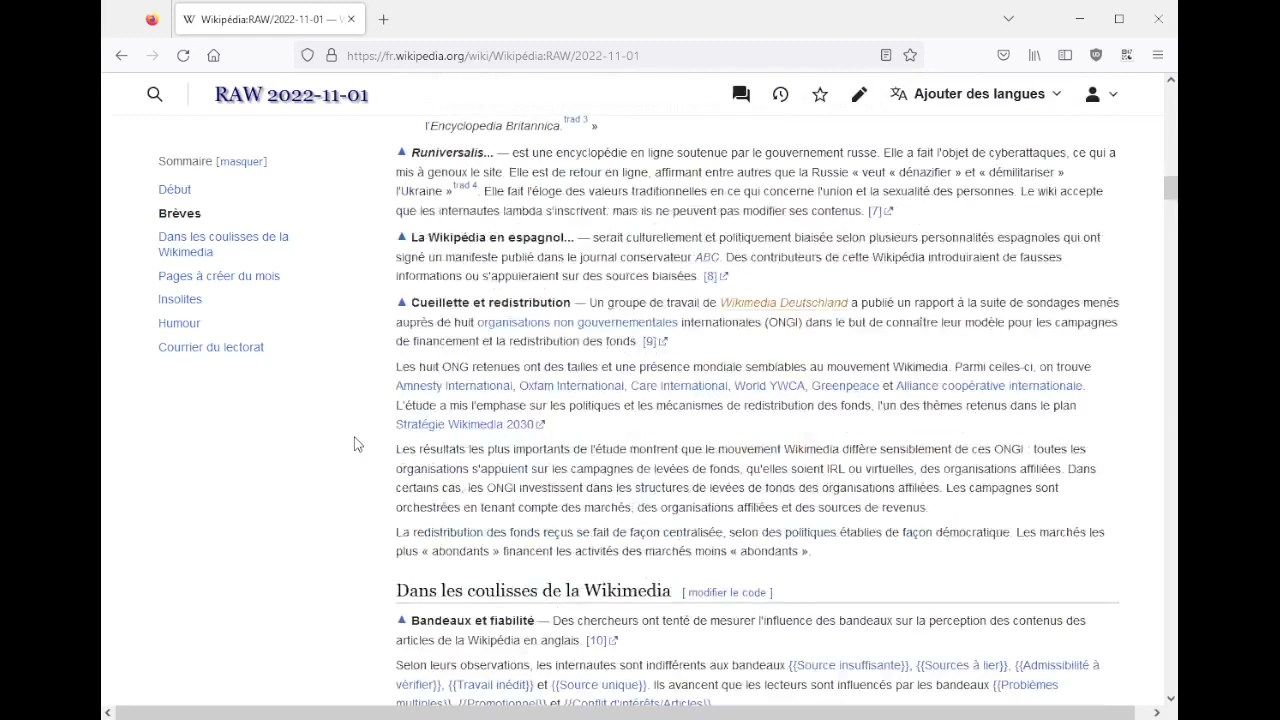 Wikipédia:RAW/2022-11-01 — W
https://fr.wikipedia.org/wiki/Wikipédia:RAW/2022-11-01
RAW 2022-11-01
Ajouter des langues
Sommaire [masquer]
Début
Brèves
Dans les coulisses de la
Wikimedia
Pages à créer du mois
Insolites
Humour
Courrier du lectorat
l'Encyclopedia Britannica. trad 3 »
Runiversalis... — est une encyclopédie en ligne soutenue par le gouvernement russe. Elle a fait l'objet de cyberattaques, ce qui a
mis à genoux le site. Elle est de retour en ligne, affirmant entre autres que la Russie « veut « dénazifier » et « démilitariser »
l'Ukraine » trad 4. Elle fait l'éloge des valeurs traditionnelles en ce qui concerne l'union et la sexualité des personnes. Le wiki accepte
que les internautes lambda s'inscrivent, mais ils ne peuvent pas modifier ses contenus. [7]
La Wikipédia en espagnol... — serait culturellement et politiquement biaisée selon plusieurs personnalités espagnoles qui ont
signé un manifeste publié dans le journal conservateur ABC. Des contributeurs de cette Wikipédia introduiraient de fausses
informations ou s'appuieraient sur des sources biaisées. [8]
Cueillette et redistribution — Un groupe de travail de Wikimedia Deutschland a publié un rapport à la suite de sondages menés
auprès de huit organisations non gouvernementales internationales (ONGI) dans le but de connaître leur modèle pour les campagnes
de financement et la redistribution des fonds. [9]
Les huit ONG retenues ont des tailles et une présence mondiale semblables au mouvement Wikimedia. Parmi celles-ci, on trouve
Amnesty International, Oxfam International, Care International, World YWCA, Greenpeace et Alliance coopérative internationale.
L'étude a mis l'emphase sur les politiques et les mécanismes de redistribution des fonds, l'un des thèmes retenus dans le plan
Stratégie Wikimedia 2030
Les résultats les plus importants de l'étude montrent que le mouvement Wikimedia diffère sensiblement de ces ONGI : toutes les
organisations s'appuient sur les campagnes de levées de fonds, qu'elles soient IRL ou virtuelles, des organisations affiliées. Dans
certains cas, les ONGI investissent dans les structures de levées de fonds des organisations affiliées. Les campagnes sont
orchestrées en tenant compte des marchés, des organisations affiliées et des sources de revenus.
La redistribution des fonds reçus se fait de façon centralisée, selon des politiques établies de façon démocratique. Les marchés les
plus « abondants » financent les activités des marchés moins « abondants ».
Dans les coulisses de la Wikimedia [ modifier le code ]
Bandeaux et fiabilité — Des chercheurs ont tenté de mesurer l'influence des bandeaux sur la perception des contenus des
articles de la Wikipédia en anglais. [10]
Selon leurs observations, les internautes sont indifférents aux bandeaux {{Source insuffisante}}, {{Sources à lier}}, {{Admissibilité à
vérifier}}, {{Travail inédit}} et {{Source unique}}. Ils avancent que les lecteurs sont influencés par les bandeaux {{Problèmes
multiples}}, {{Promotionnel}} et {{Conflit d'intérêts/Articles}}